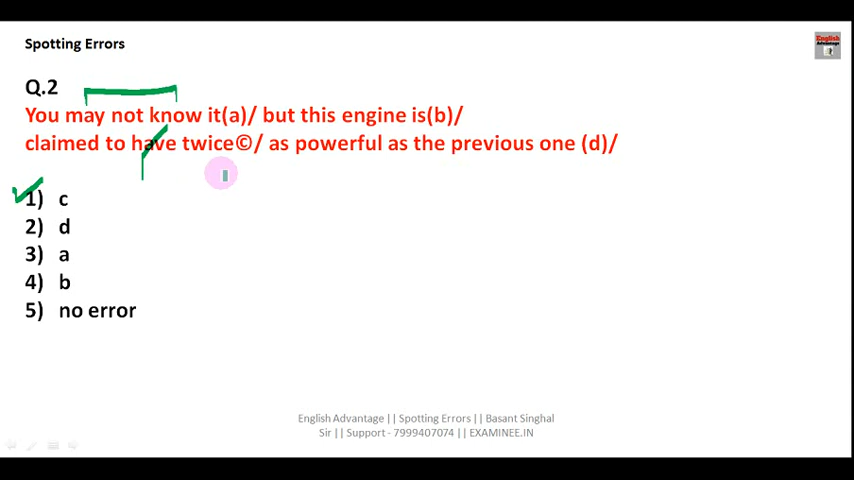 Spotting Errors
English
Advantage
Q.2
You may not know it(a)/ but this engine is(b)/
claimed to have twice©/ as powerful as the previous one (d)/
1) c
2) d
3) a
4) b
5) no error
English Advantage || Spotting Errors || Basant Singhal
Sir || Support - 7999407074 || EXAMINEE.IN